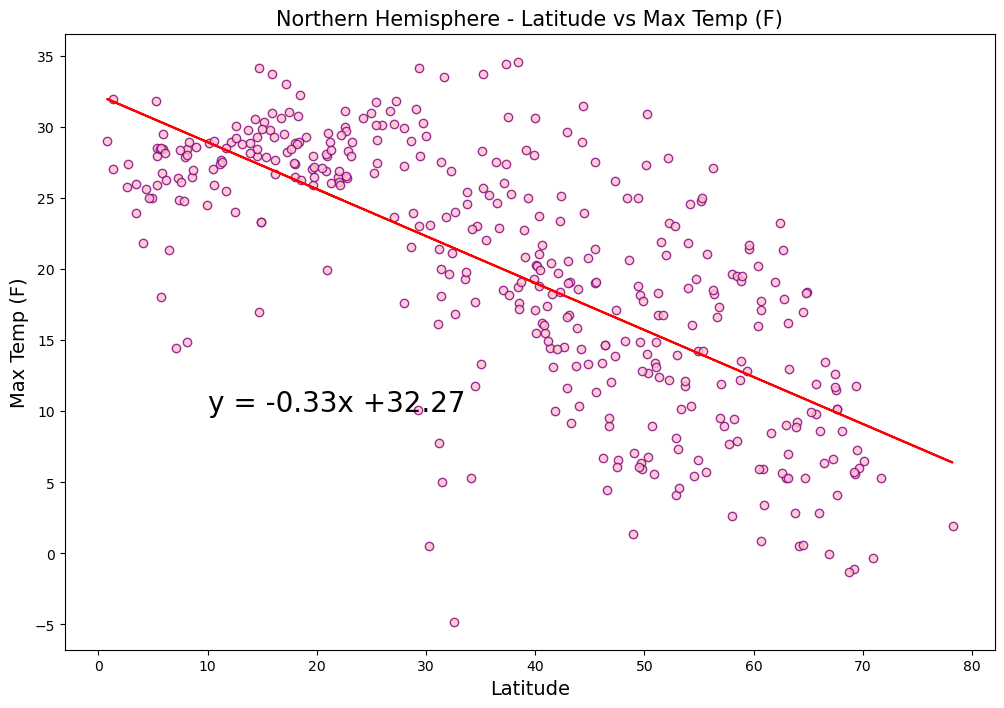 Northern Hemisphere - Latitude vs Max Temp (F)
Max Temp (F)
35
30
25
20
15
10
5
0
−5
y = -0.33x +32.27
0 10 20 30 40 50 60 70 80
Latitude